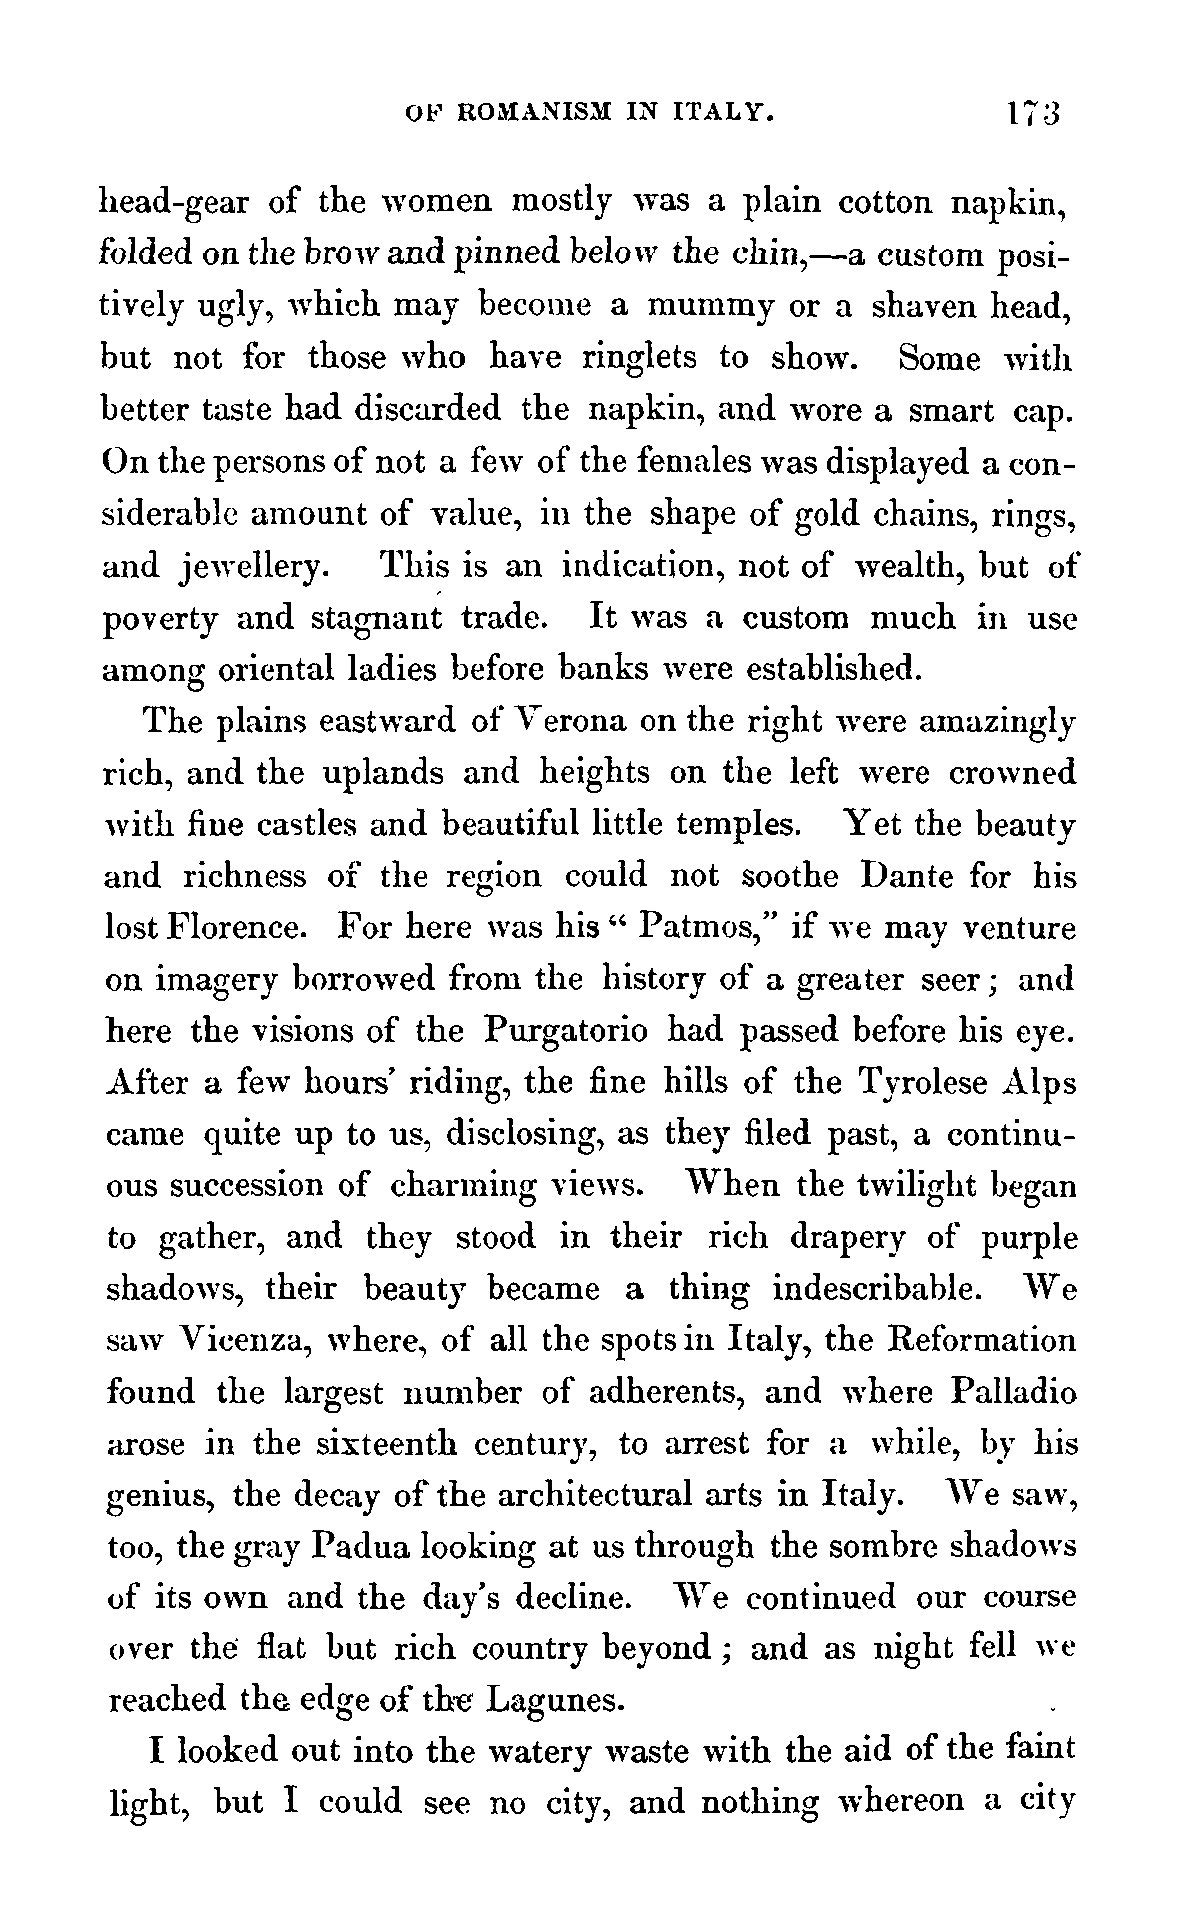 OF ROMANISM IN ITALY. 173
head-gear of the women mostly was a plain cotton napkin,
folded on the brow and pinned below the chin,—a custom posi-
tively ugly, which may become a mummy or a shaven head,
but not for those who have ringlets to show. Some with
better taste had discarded the napkin, and wore a smart cap.
On the persons of not a few of the females was displayed a con-
siderable amount of value, in the shape of gold chains, rings,
and jewellery. This is an indication, not of wealth, but of
poverty and stagnant trade. It was a custom much in use
among oriental ladies before banks were established.
The plains eastward of Verona on the right were amazingly
rich, and the uplands and heights on the left were crowned
with fine castles and beautiful little temples. Yet the beauty
and richness of the region could not soothe Dante for his
lost Florence. For here was his “ Patmos,” if we may venture
on imagery borrowed from the history of a greater seer ; and
here the visions of the Purgatorio had passed before his eye.
After a few hours’ riding, the fine hills of the Tyrolese Alps
came quite up to us, disclosing, as they filed past, a continu-
ous succession of charming views. When the twilight began
to gather, and they stood in their rich drapery of purple
shadows, their beauty became a thing indescribable. We
saw Vicenza, where, of all the spots in Italy, the Reformation
found the largest number of adherents, and where Palladio
arose in the sixteenth century, to arrest for a while, by his
genius, the decay of the architectural arts in Italy. We saw,
too, the gray Padua looking at us through the sombre shadows
of its own and the day’s decline. We continued our course
over the flat but rich country beyond ; and as night fell we
reached the edge of the Lagunes.
I looked out into the watery waste with the aid of the faint
light, but I could see no city, and nothing whereon a city